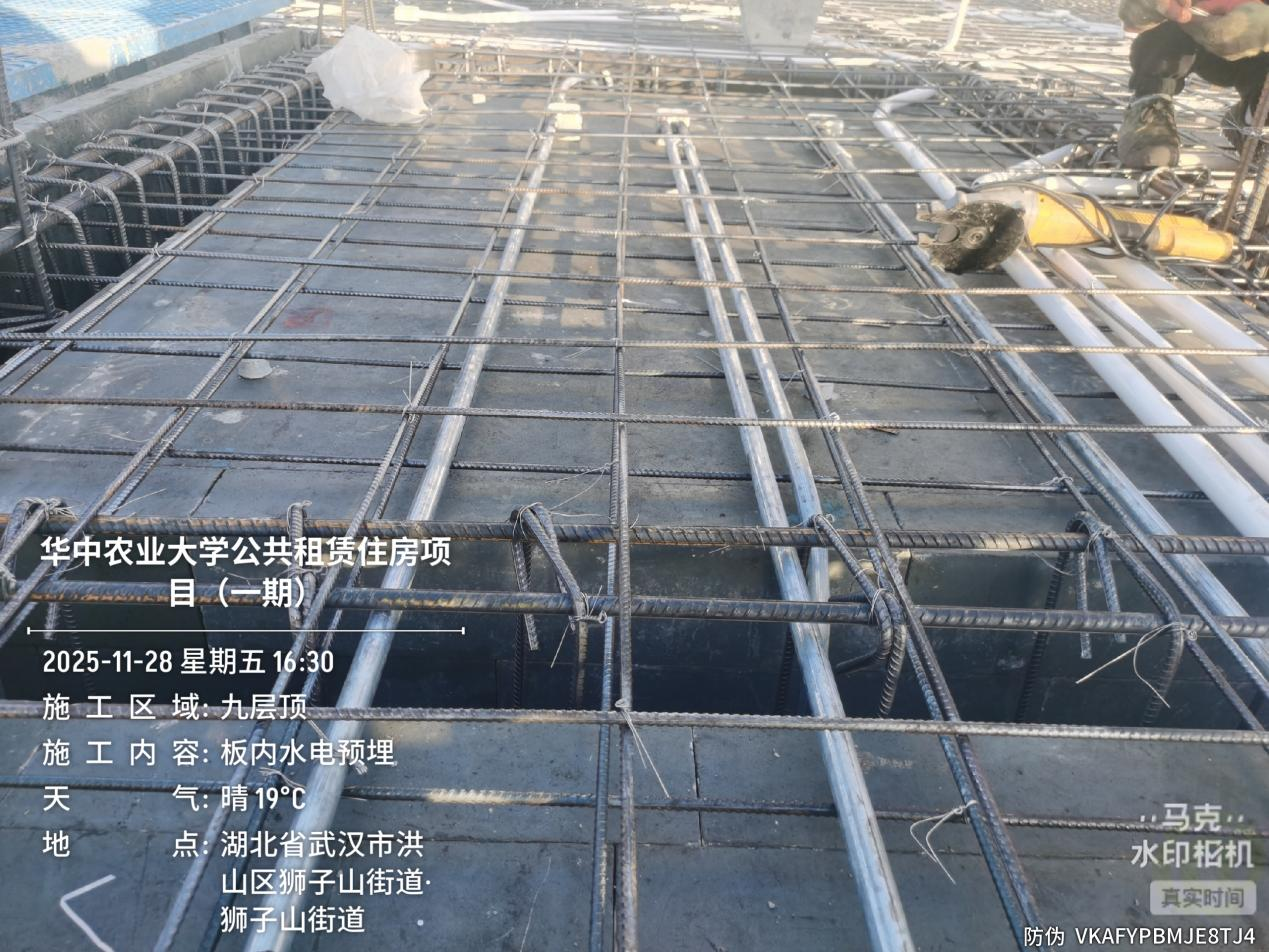 华中农业大学公共租赁住房项
目（一期）
2025-11-28 星期五 16:30
施工区域: 九层顶
施工内容: 板内水电预埋
天气: 晴 19°C
地点: 湖北省武汉市洪
山区狮子山街道·
狮子山街道
马克
水印相机
真实时间
防伪 VKAFYPBMJE8TJ4